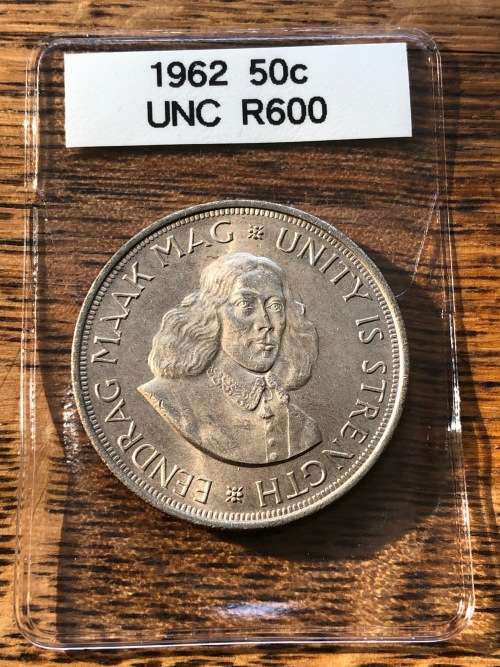 1962 50c
UNC R600
EENDRAG MAAK MAG ※ UNITY IS STRENGTH ※